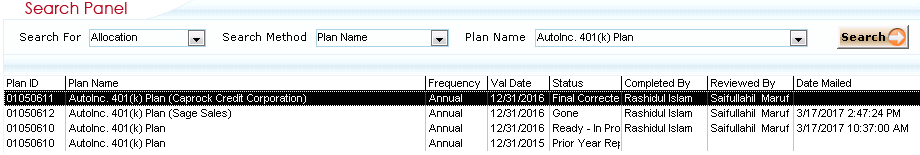 Search Panel
Search For Allocation Search Method Plan Name Plan Name AutoInc. 401(k) Plan Search
Plan ID Plan Name Frequency Val Date Status Completed By Reviewed By Date Mailed
01050611 AutoInc. 401(k) Plan (Caprock Credit Corporation) Annual 12/31/2016 Final Correcte Rashidul Islam Saifullahil Maruf
01050612 AutoInc. 401(k) Plan (Sage Sales) Annual 12/31/2016 Gone Rashidul Islam Saifullahil Maruf 3/17/2017 2:47:24 PM
01050610 AutoInc. 401(k) Plan Annual 12/31/2016 Ready - In Pro Rashidul Islam Saifullahil Maruf 3/17/2017 10:37:00 AM
01050610 AutoInc. 401(k) Plan Annual 12/31/2015 Prior Year Rep